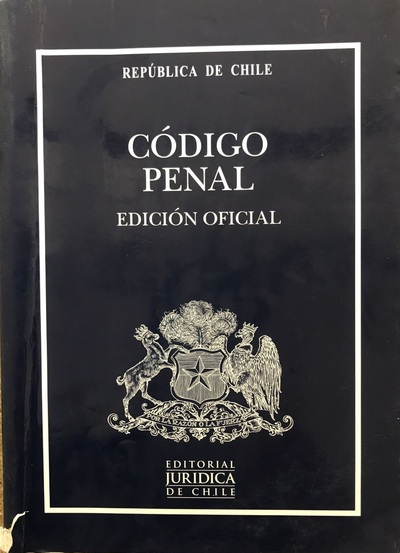 REPÚBLICA DE CHILE
CÓDIGO
PENAL
EDICIÓN OFICIAL
POR LA RAZÓN O LA FUERZA
EDITORIAL
JURIDICA
DE CHILE